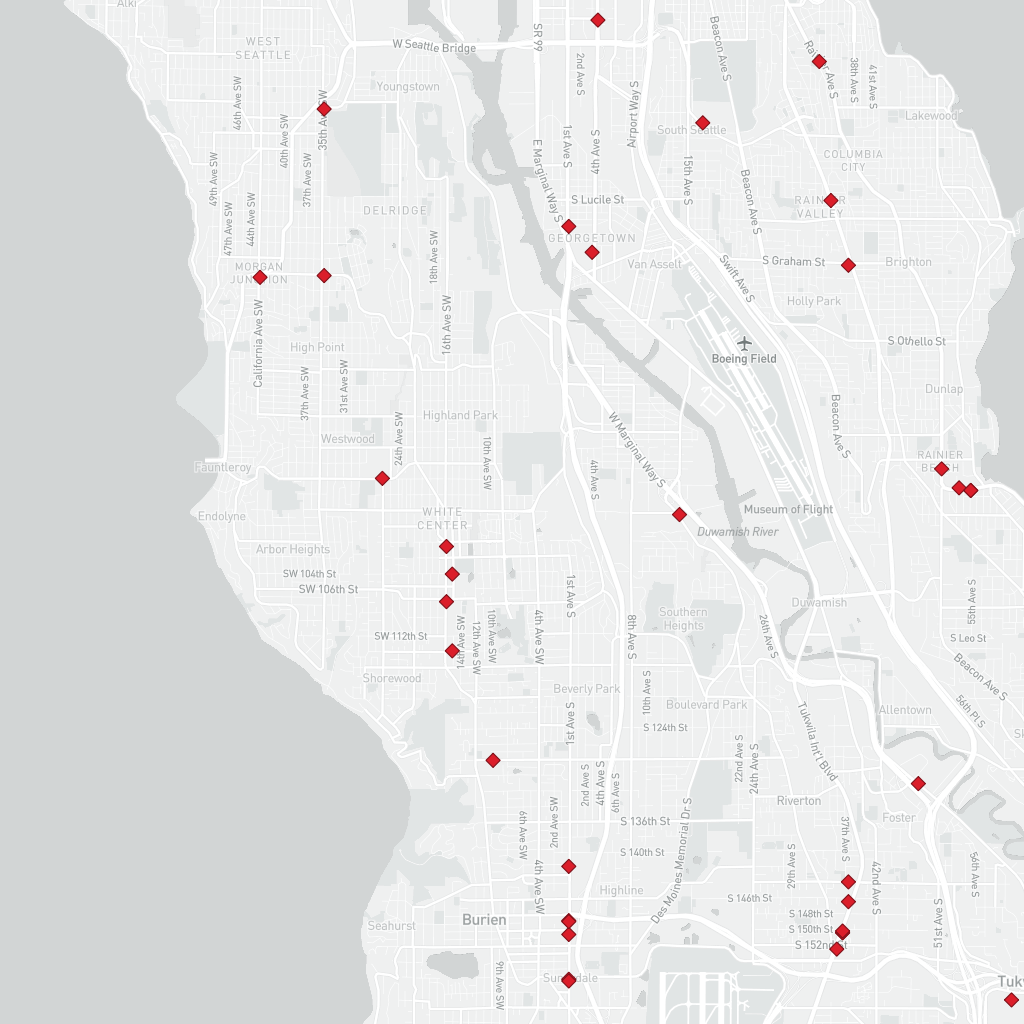 Alki
WEST
SEATTLE
W Seattle Bridge
SR 99
2nd Ave S
Beacon Ave S
38th Ave S
41st Ave S
Youngstown
46th Ave SW
35th Ave SW
40th Ave SW
Airport Way S
Lakewood
South Seattle
E Marginal Way S
1st Ave S
4th Ave S
COLUMBIA
CITY
49th Ave SW
37th Ave SW
15th Ave S
Beacon Ave S
S Lucile St
RAINIER
VALLEY
DELRIDGE
47th Ave SW
44th Ave SW
GEORGETOWN
18th Ave SW
Van Asselt
S Graham St
Brighton
MORGAN
JUNCTION
Swift Ave S
Holly Park
16th Ave SW
California Ave SW
High Point
S Othello St
Boeing Field
37th Ave SW
31st Ave SW
Dunlap
Highland Park
Beacon Ave S
24th Ave SW
Westwood
10th Ave SW
W Marginal Way S
RAINIER
BEACH
Fauntleroy
4th Ave S
Endolyne
WHITE
CENTER
Museum of Flight
Duwamish River
Arbor Heights
SW 104th St
SW 106th St
1st Ave S
55th Ave S
Duwamish
Southern
Heights
SW 112th St
14th Ave SW
12th Ave SW
10th Ave SW
4th Ave SW
8th Ave S
26th Ave S
S Leo St
Beacon Ave S
Shorewood
Beverly Park
10th Ave S
Boulevard Park
56th Pl S
Allentown
1st Ave S
S 124th St
Tukwila Int'l Blvd
22nd Ave S
24th Ave S
2nd Ave S
4th Ave S
6th Ave S
Riverton
6th Ave SW
2nd Ave SW
S 136th St
37th Ave S
Foster
S 140th St
Des Moines Memorial Dr S
29th Ave S
42nd Ave S
56th Ave S
4th Ave SW
Highline
S 146th St
Burien
Seahurst
S 148th St
S 150th St
S 152nd St
51st Ave S
9th Ave SW